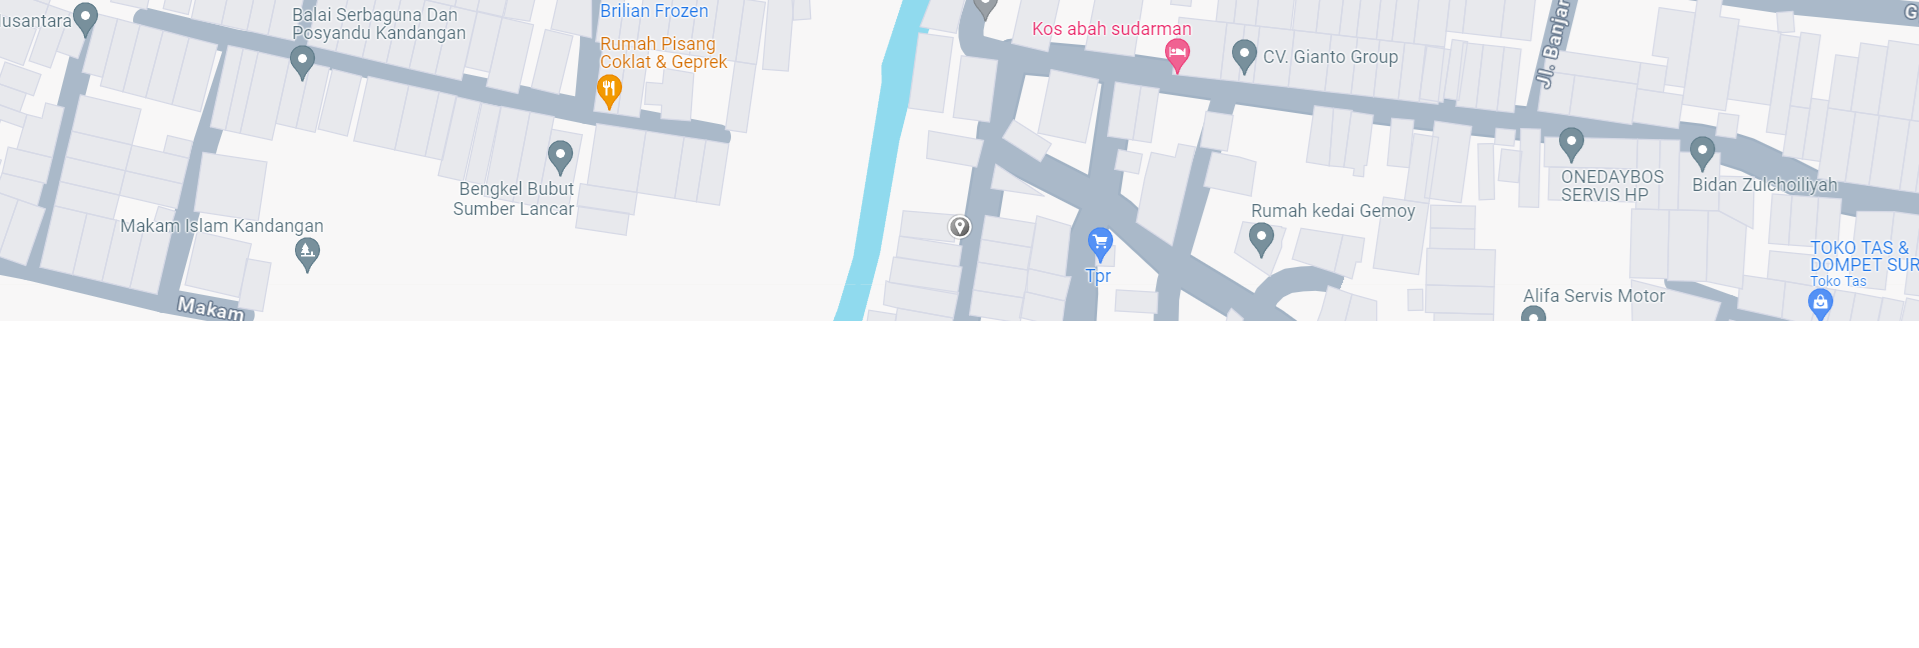 Balai Serbaguna Dan
Posyandu Kandangan
Brilian Frozen
Rumah Pisang
Coklat & Geprek
Kos abah sudarman
CV. Gianto Group
Jl. Banjar
G
usantara
Bengkel Bubut
Sumber Lancar
Makam Islam Kandangan
Makam
Tpr
Rumah kedai Gemoy
ONEDAYBOS
SERVIS HP
Bidan Zulchoiliyah
TOKO TAS &
DOMPET SUR
Toko Tas
Alifa Servis Motor